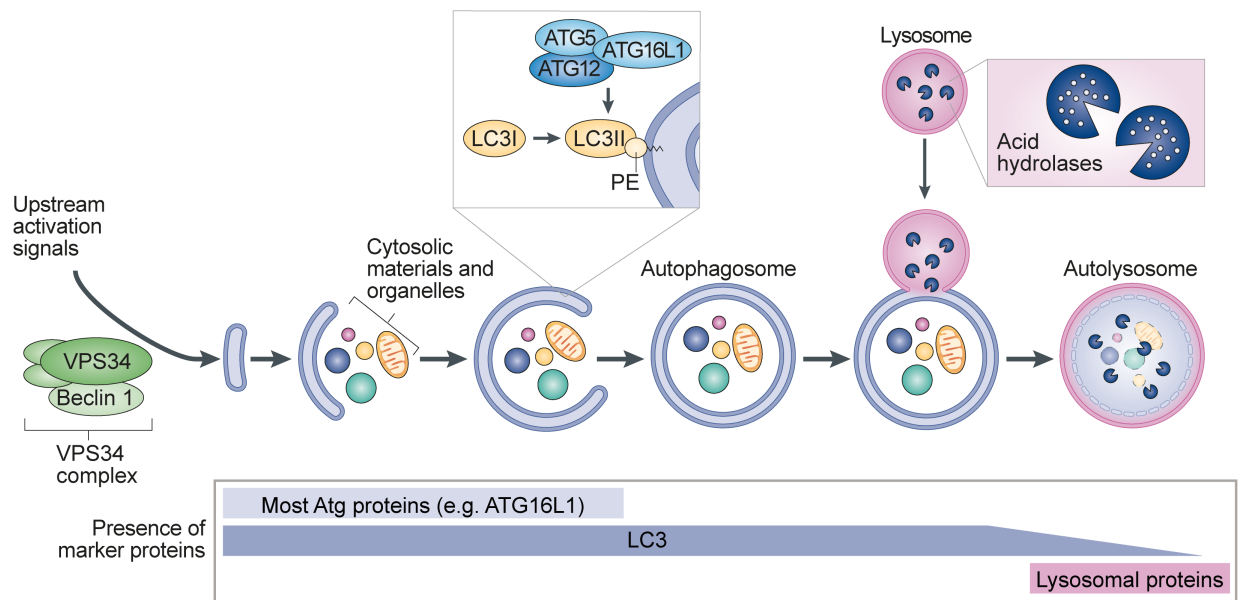 ATG5
ATG16L1
ATG12
LC3I
LC3II
PE
Lysosome
Acid
hydrolases
Upstream
activation
signals
Cytosolic
materials and
organelles
Autophagosome
Autolysosome
VPS34
Beclin 1
VPS34
complex
Presence of
marker proteins
Most Atg proteins (e.g. ATG16L1)
LC3
Lysosomal proteins